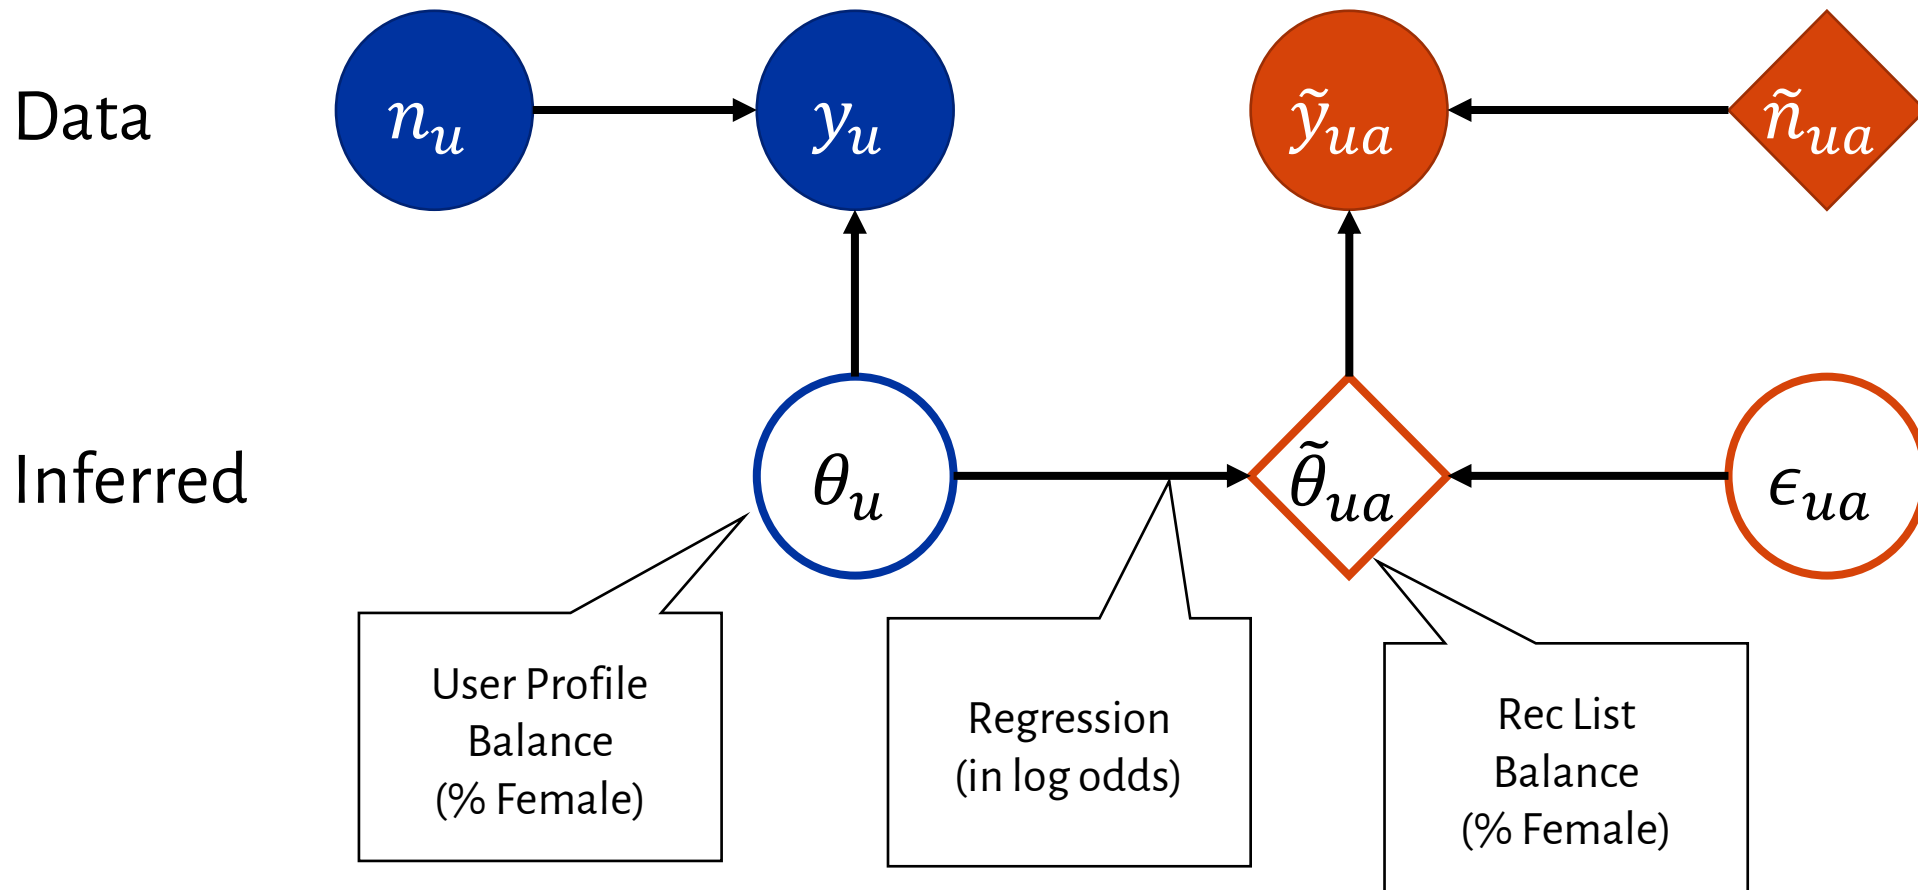 Data
n_u
y_u
ỹ_ua
ñ_ua
Inferred
θ_u
θ̃_ua
ϵ_ua
User Profile
Balance
(% Female)
Regression
(in log odds)
Rec List
Balance
(% Female)